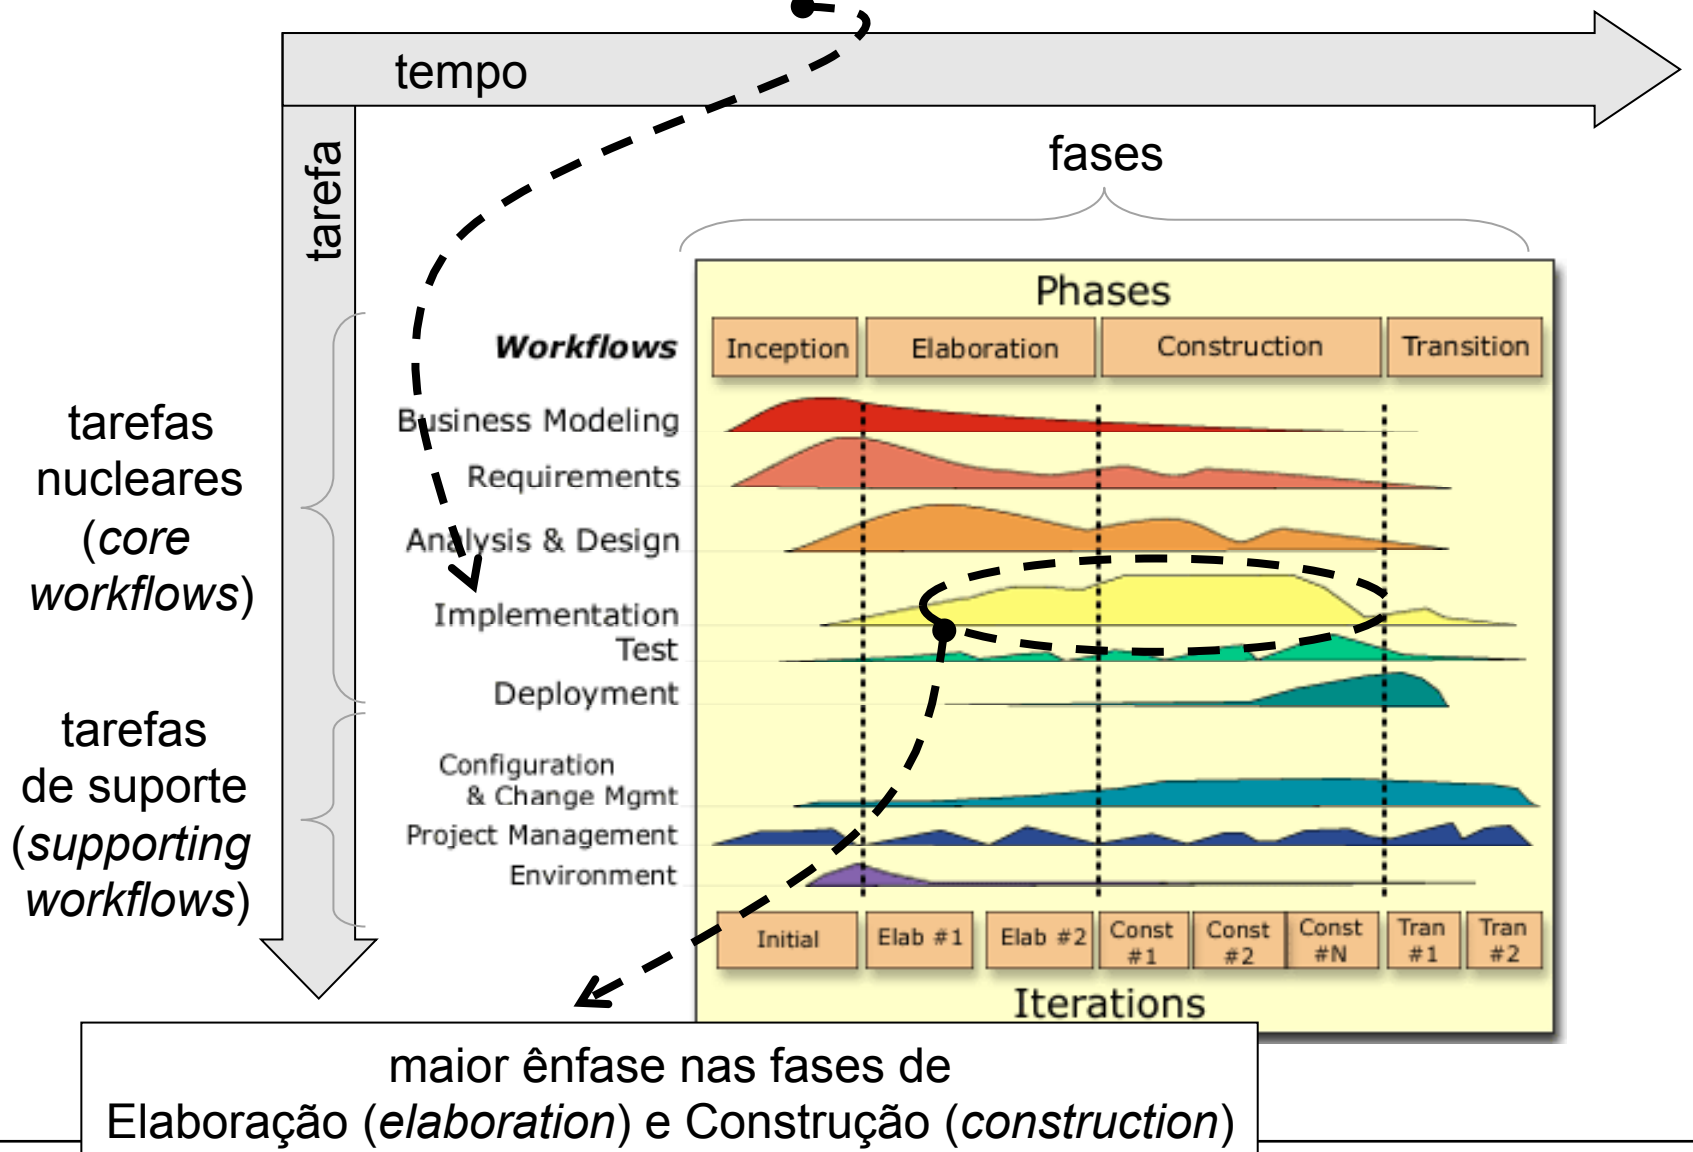 tempo
tarefa
fases
Phases
Workflows
Inception
Elaboration
Construction
Transition
tarefas
nucleares
(core
workflows)
Business Modeling
Requirements
Analysis & Design
Implementation
Test
Deployment
tarefas
de suporte
(supporting
workflows)
Configuration
& Change Mgmt
Project Management
Environment
Initial
Elab #1
Elab #2
Const
#1
Const
#2
Const
#N
Tran
#1
Tran
#2
Iterations
maior ênfase nas fases de
Elaboração (elaboration) e Construção (construction)